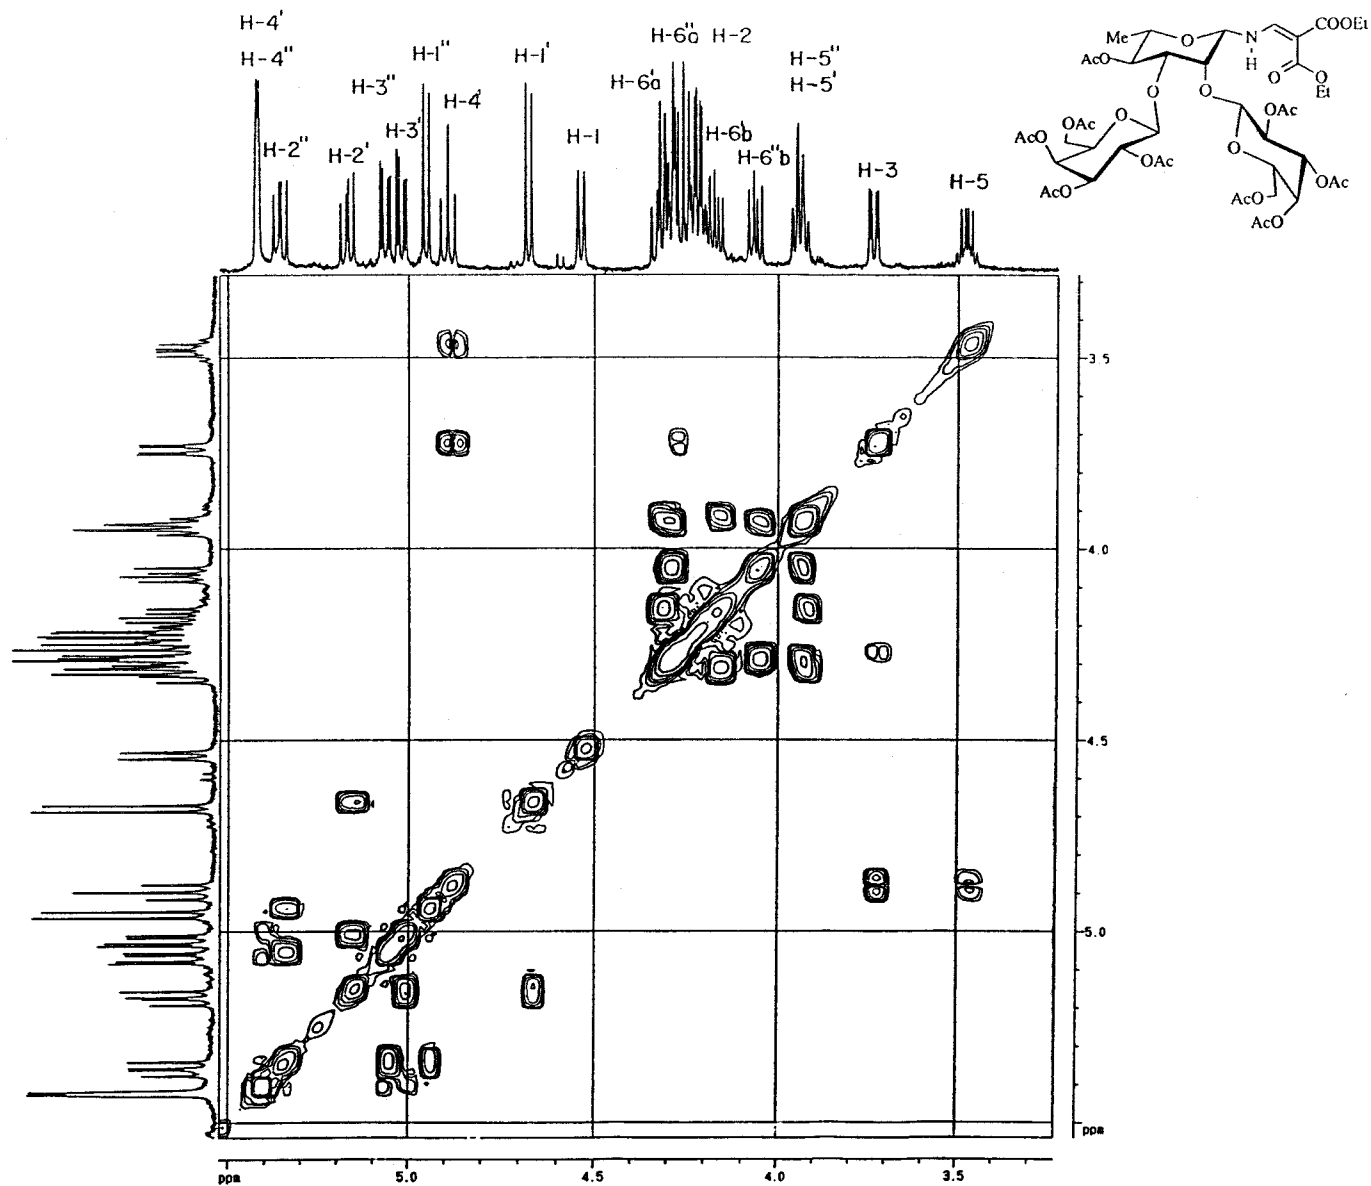 H-4'
H-4"
H-2"
H-2'
H-3"
H-3'
H-1"
H-4'
H-1'
H-1
H-6'a
H-6"a H-2
H-6'b
H-6"b
H-5"
H-5'
H-3
H-5
Me
O
N
H
COOEt
O
O
Et
AcO
O
O
O
OAc
O
OAc
OAc
AcO
AcO
AcO
OAc
O
AcO
OAc
3.5
4.0
4.5
5.0
ppm
ppm
5.0
4.5
4.0
3.5